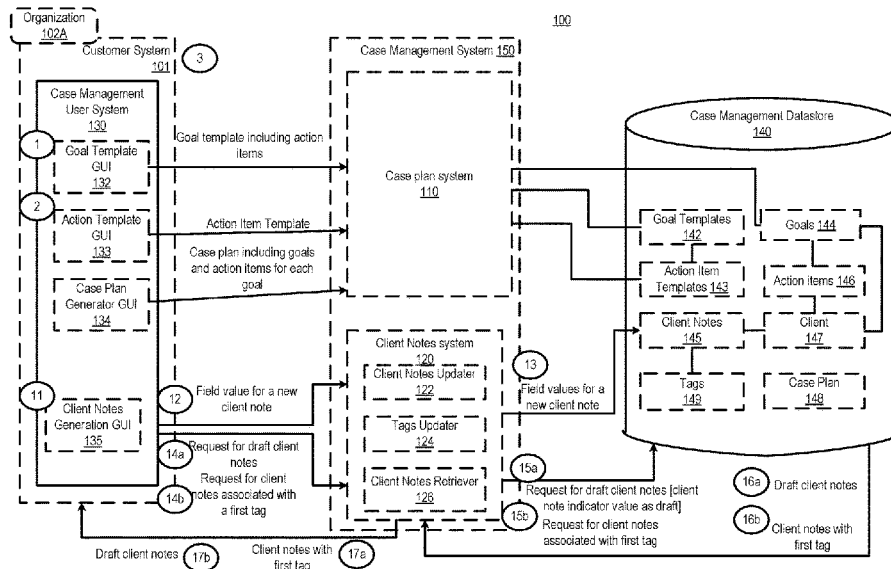 100
Organization
102A
Customer System
101
3
Case Management System 150
Case Management
User System
130
1
Goal Template
GUI
132
2
Action Template
GUI
133
Case Plan
Generator GUI
134
11
Client Notes
Generation GUI
135
Goal template including action
items
Action Item Template
Case plan including goals
and action items for each
goal
Case plan system
110
Client Notes system
120
Client Notes Updater
122
Tags Updater
124
Client Notes Retriever
126
12
Field value for a new
client note
14a
Request for draft client
notes
Request for client
notes associated with
a first tag
14b
13
Field values for a
new client note
15a
Request for draft client notes [client
note indicator value as draft]
15b
Request for client notes
associated with first tag
Case Management Datastore
140
Goal Templates
142
Goals 144
Action Item
Templates 143
Action items 146
Client Notes
145
Client
147
Tags
149
Case Plan
148
16a
Draft client notes
16b
Client notes with
first tag
Draft client notes
17b
Client notes with
first tag
17a